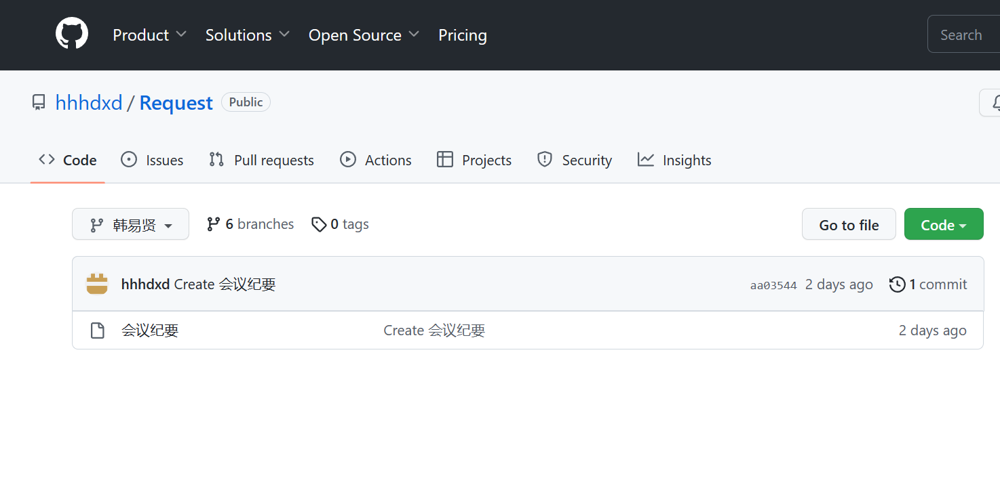 Product Solutions Open Source Pricing Search
hhhdxd / Request Public
Code Issues Pull requests Actions Projects Security Insights
韩易贤 6 branches 0 tags Go to file Code
hhhdxd Create 会议纪要 aa03544 2 days ago 1 commit
会议纪要 Create 会议纪要 2 days ago